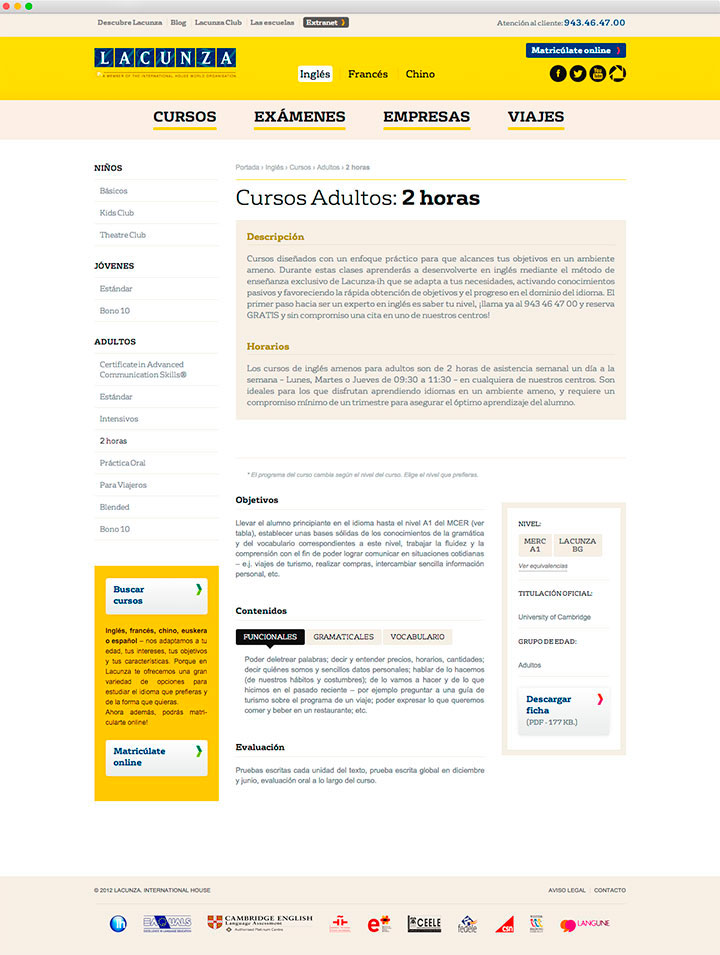 Descubre Lacunza Blog Lacunza Club Las escuelas Extranet
Atención al cliente: 943.46.47.00
LACUNZA
A MEMBER OF THE INTERNATIONAL HOUSE WORLD ORGANISATION
Inglés Francés Chino
Matricúlate online
CURSOS EXÁMENES EMPRESAS VIAJES
NIÑOS
Básicos
Kids Club
Theatre Club
JÓVENES
Estándar
Bono 10
ADULTOS
Certificate in Advanced
Communication Skills®
Estándar
Intensivos
2 horas
Práctica Oral
Para Viajeros
Blended
Bono 10
Buscar
cursos
Inglés, francés, chino, euskera
o español – nos adaptamos a tu
edad, tus intereses, tus objetivos
y tus características. Porque en
Lacunza te ofrecemos una gran
variedad de opciones para
estudiar el idioma que prefieras y
de la forma que quieras.
Ahora además, podrás matri-
cularte online!
Matricúlate
online
Portada › Inglés › Cursos › Adultos › 2 horas
Cursos Adultos: 2 horas
Descripción
Cursos diseñados con un enfoque práctico para que alcances tus objetivos en un ambiente
ameno. Durante estas clases aprenderás a desenvolverte en inglés mediante el método de
enseñanza exclusivo de Lacunza-ih que se adapta a tus necesidades, activando conocimientos
pasivos y favoreciendo la rápida obtención de objetivos y el progreso en el dominio del idioma. El
primer paso hacia ser un experto en inglés es saber tu nivel, ¡llama ya al 943 46 47 00 y reserva
GRATIS y sin compromiso una cita en uno de nuestros centros!
Horarios
Los cursos de inglés amenos para adultos son de 2 horas de asistencia semanal un día a la
semana – Lunes, Martes o Jueves de 09:30 a 11:30 – en cualquiera de nuestros centros. Son
ideales para los que disfrutan aprendiendo idiomas en un ambiente ameno, y requiere un
compromiso mínimo de un trimestre para asegurar el óptimo aprendizaje del alumno.
* El programa del curso cambia según el nivel del curso. Elige el nivel que prefieras.
Objetivos
Llevar el alumno principiante en el idioma hasta el nivel A1 del MCER (ver
tabla), establecer unas bases sólidas de los conocimientos de la gramática
y del vocabulario correspondientes a este nivel, trabajar la fluidez y la
comprensión con el fin de poder lograr comunicar en situaciones cotidianas
– e.j. viajes de turismo, realizar compras, intercambiar sencilla información
personal, etc.
Contenidos
FUNCIONALES GRAMATICALES VOCABULARIO
Poder deletrear palabras; decir y entender precios, horarios, cantidades;
decir quiénes somos y sencillos datos personales; hablar de lo hacemos
(de nuestros hábitos y costumbres); de lo vamos a hacer y de lo que
hicimos en el pasado reciente – por ejemplo preguntar a una guía de
turismo sobre el programa de un viaje; poder expresar lo que queremos
comer y beber en un restaurante; etc.
Evaluación
Pruebas escritas cada unidad del texto, prueba escrita global en diciembre
y junio, evaluación oral a lo largo del curso.
NIVEL:
MERC
A1
LACUNZA
BG
Ver equivalencias
TITULACIÓN OFICIAL:
University of Cambridge
GRUPO DE EDAD:
Adultos
Descargar
ficha
(PDF - 177 KB.)
© 2012 LACUNZA. INTERNATIONAL HOUSE
AVISO LEGAL CONTACTO
in
EAQUALS
CAMBRIDGE ENGLISH
Language Assessment
Authorised Platinum Centre
CEELE
fedele
csn
LANGUNE